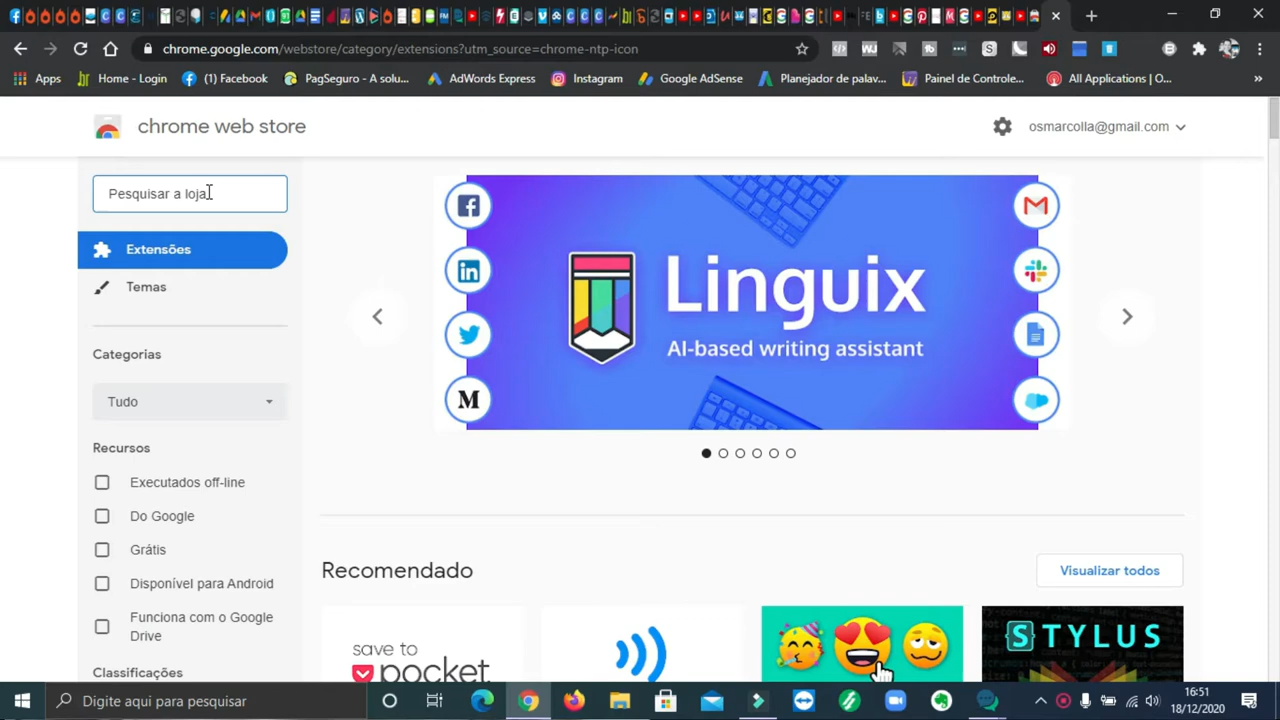 chrome.google.com/webstore/category/extensions?utm_source=chrome-ntp-icon
Apps
Home - Login
(1) Facebook
PagSeguro - A solu...
AdWords Express
Instagram
Google AdSense
Planejador de palav...
Painel de Controle...
All Applications | O...
chrome web store
osmarcolla@gmail.com
Pesquisar a loja
Extensões
Temas
Categorias
Tudo
Recursos
Executados off-line
Do Google
Grátis
Disponível para Android
Funciona com o Google
Drive
Classificações
Linguix
AI-based writing assistant
Recomendado
Visualizar todos
save to
pocket
STYLUS
Digite aqui para pesquisar
16:51
18/12/2020